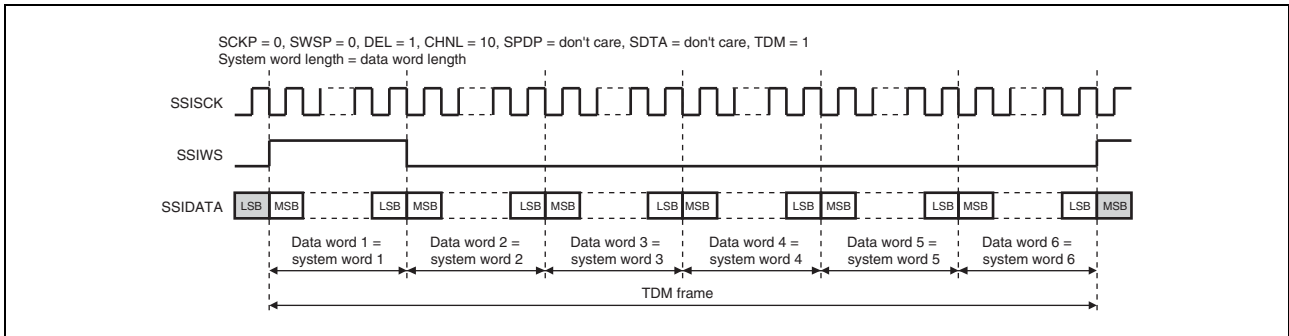 SCKP = 0, SWSP = 0, DEL = 1, CHNL = 10, SPDP = don't care, SDTA = don't care, TDM = 1
System word length = data word length
SSISCK
SSIWS
SSIDATA
LSB MSB LSB MSB LSB MSB LSB MSB LSB MSB LSB MSB LSB MSB
Data word 1 = Data word 2 = Data word 3 = Data word 4 = Data word 5 = Data word 6 =
system word 1 system word 2 system word 3 system word 4 system word 5 system word 6
TDM frame